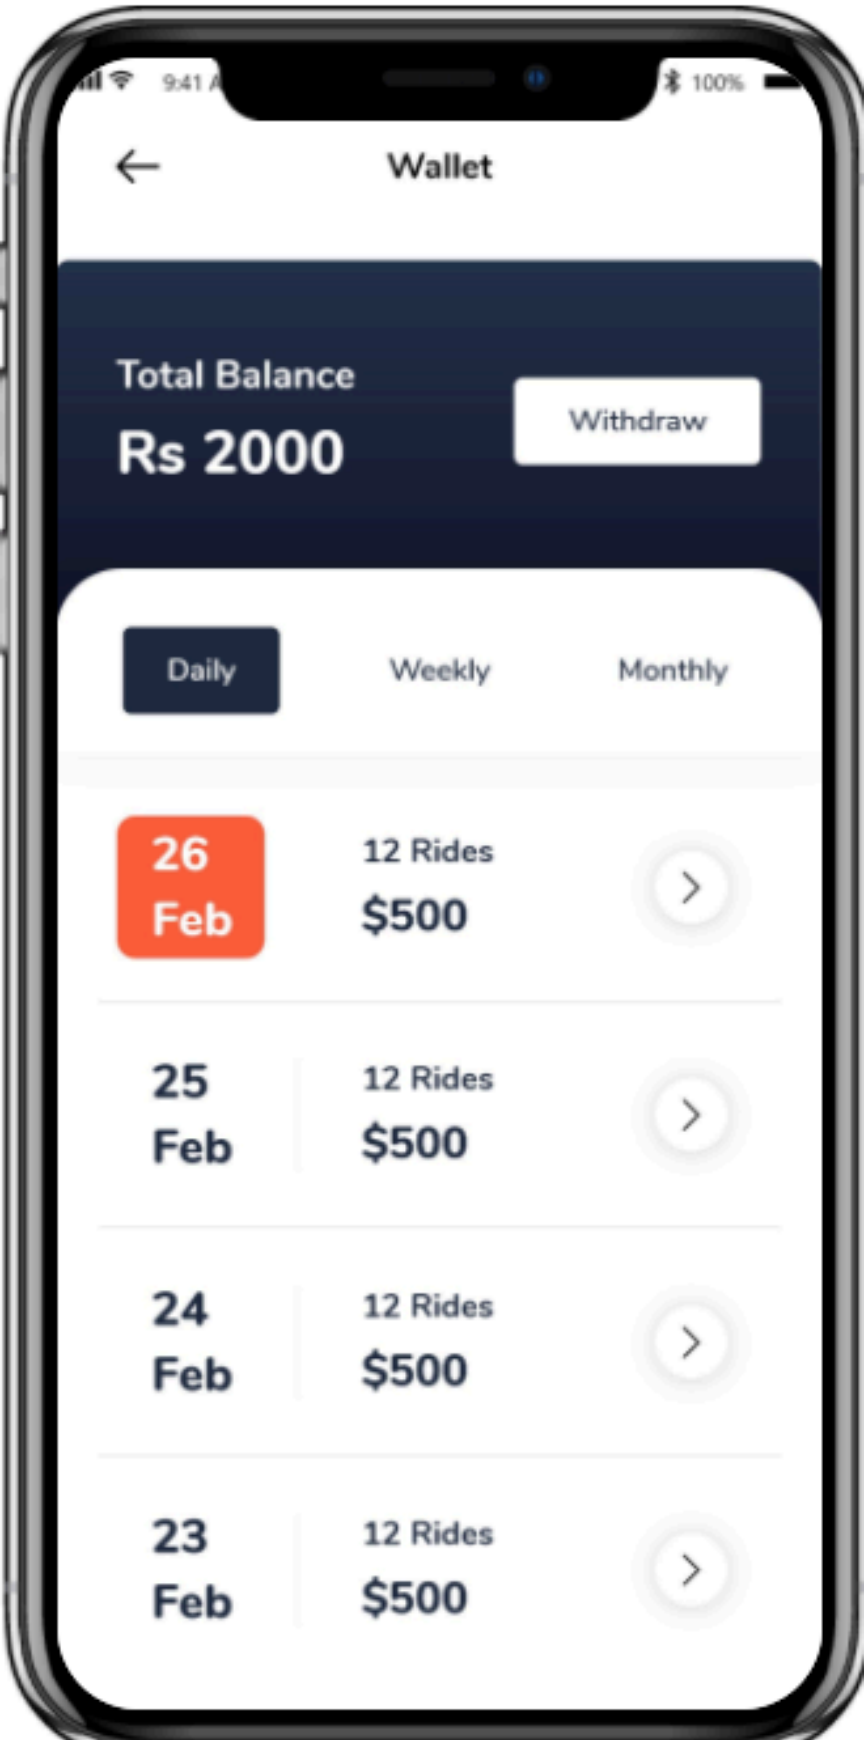 9:41 A
100%
Wallet
Total Balance
Rs 2000
Withdraw
Daily
Weekly
Monthly
26
Feb
12 Rides
$500
25
Feb
12 Rides
$500
24
Feb
12 Rides
$500
23
Feb
12 Rides
$500